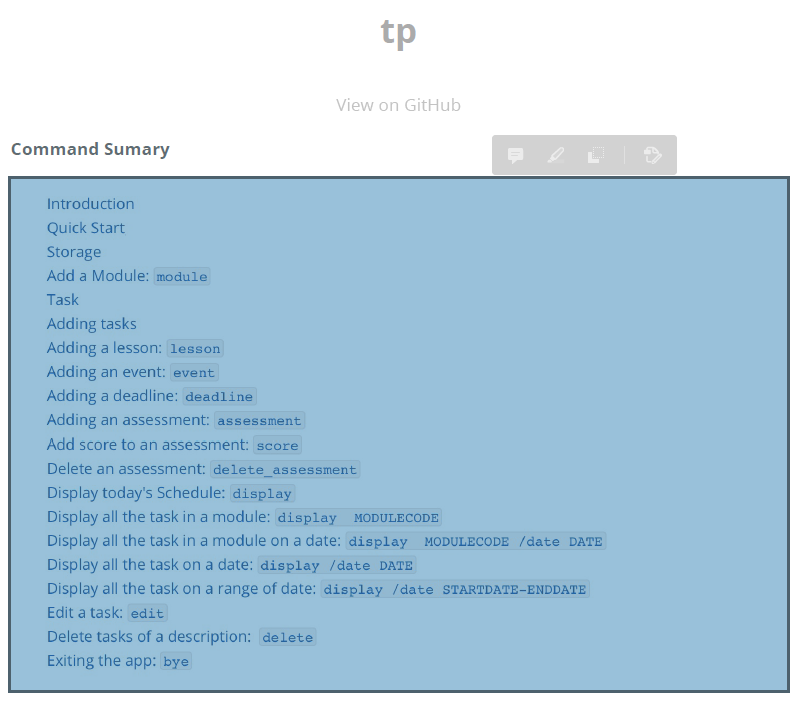 tp
View on GitHub
Command Sumary
Introduction
Quick Start
Storage
Add a Module: module
Task
Adding tasks
Adding a lesson: lesson
Adding an event: event
Adding a deadline: deadline
Adding an assessment: assessment
Add score to an assessment: score
Delete an assessment: delete_assessment
Display today's Schedule: display
Display all the task in a module: display  MODULECODE
Display all the task in a module on a date: display  MODULECODE /date DATE
Display all the task on a date: display /date DATE
Display all the task on a range of date: display /date STARTDATE-ENDDATE
Edit a task: edit
Delete tasks of a description:  delete
Exiting the app: bye